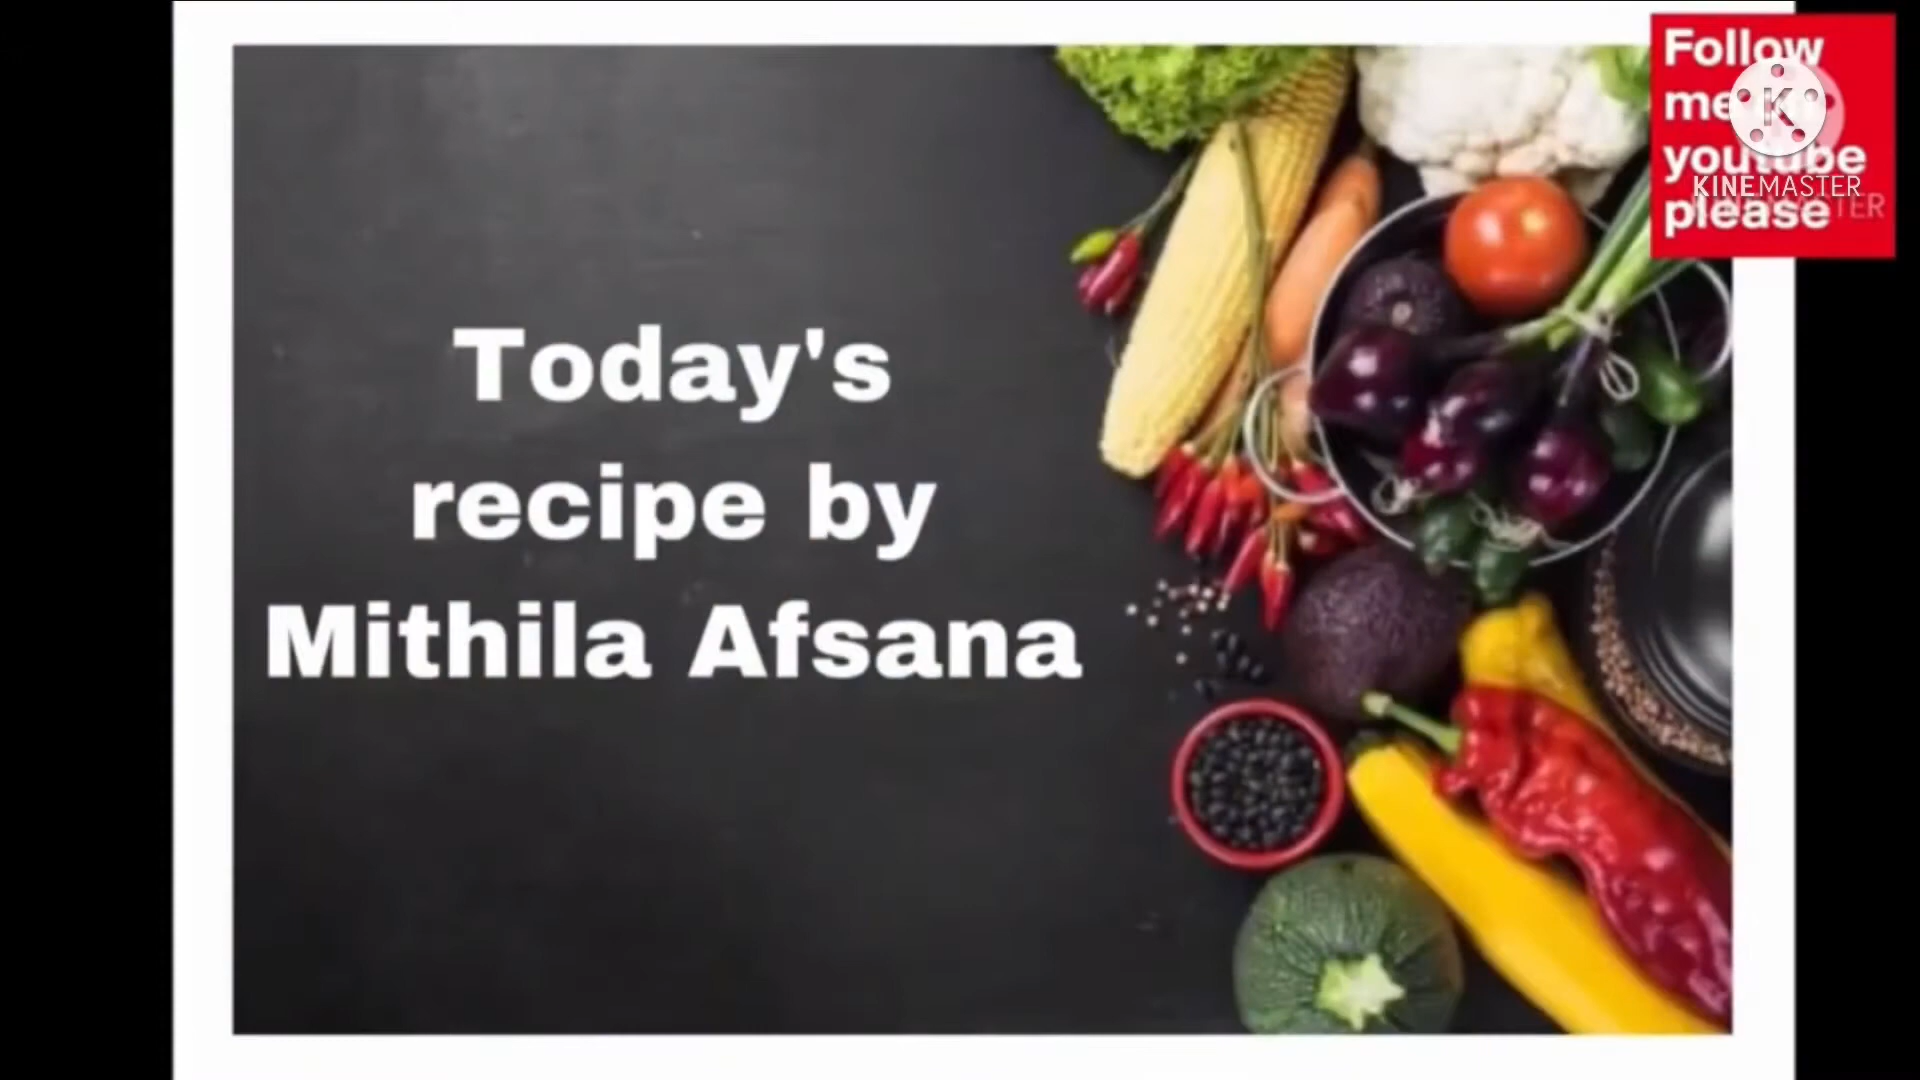 Today's
recipe by
Mithila Afsana
Follow
me
youtube
please
K
KINEMASTER